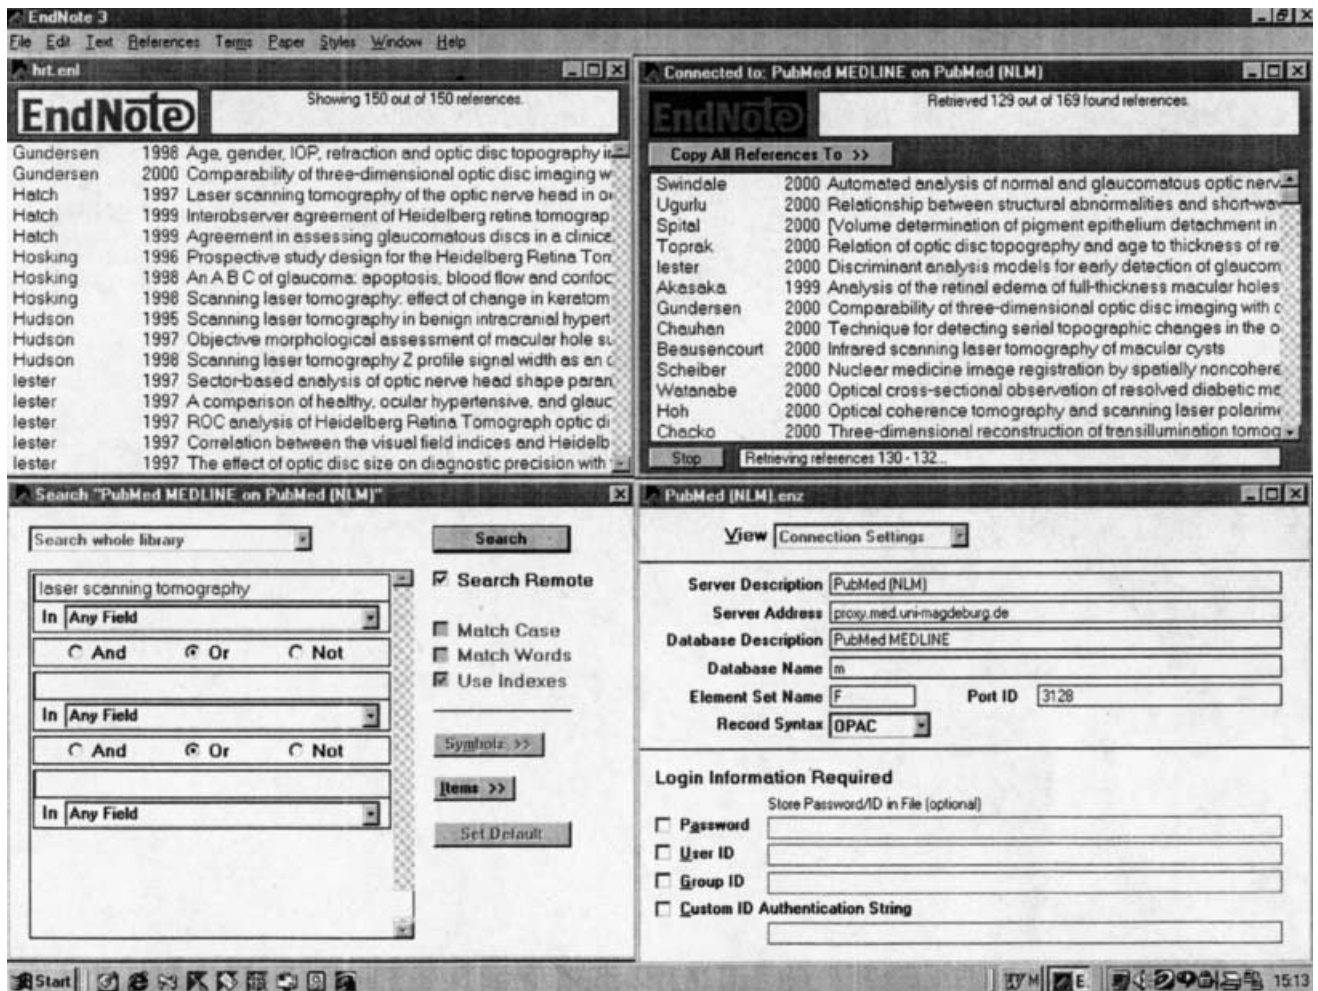 EndNote 3
File Edit Text References Terms Paper Styles Window Help
hrt.enl
EndNote
Showing 150 out of 150 references.
Gundersen 1998 Age, gender, IOP, refraction and optic disc topography in
Gundersen 2000 Comparability of three-dimensional optic disc imaging w
Hatch 1997 Laser scanning tomography of the optic nerve head in
Hatch 1999 Interobserver agreement of Heidelberg retina tomograp
Hatch 1999 Agreement in assessing glaucomatous discs in a clinica
Hosking 1996 Prospective study design for the Heidelberg Retina Tom
Hosking 1998 An A B C of glaucoma: apoptosis, blood flow and confoc
Hosking 1998 Scanning laser tomography: effect of change in keratom
Hudson 1995 Scanning laser tomography in benign intracranial hypert
Hudson 1997 Objective morphological assessment of macular hole su
Hudson 1998 Scanning laser tomography Z profile signal width as an
Iester 1997 Sector-based analysis of optic nerve head shape param
Iester 1997 A comparison of healthy, ocular hypertensive, and glauc
Iester 1997 ROC analysis of Heidelberg Retina Tomograph optic di
Iester 1997 Correlation between the visual field indices and Heidelb
Iester 1997 The effect of optic disc size on diagnostic precision with
Connected to: PubMed MEDLINE on PubMed (NLM)
EndNote
Retrieved 129 out of 169 found references.
Copy All References To >>
Swindale 2000 Automated analysis of normal and glaucomatous optic nerv
Ugurlu 2000 Relationship between structural abnormalities and short-wav
Spital 2000 [Volume determination of pigment epithelium detachment in
Toprak 2000 Relation of optic disc topography and age to thickness of re
Iester 2000 Discriminant analysis models for early detection of glaucom
Akasaka 1999 Analysis of the retinal edema of full-thickness macular holes
Gundersen 2000 Comparability of three-dimensional optic disc imaging with c
Chauhan 2000 Technique for detecting serial topographic changes in the o
Beausencourt 2000 Infrared scanning laser tomography of macular cysts
Scheiber 2000 Nuclear medicine image registration by spatially noncohere
Watanabe 2000 Optical cross-sectional observation of resolved diabetic ma
Hoh 2000 Optical coherence tomography and scanning laser polarime
Chacko 2000 Three-dimensional reconstruction of transillumination tomog
Stop Retrieving references 130 - 132...
Search "PubMed MEDLINE on PubMed (NLM)"
Search whole library
Search
laser scanning tomography
In Any Field
And Or Not
In Any Field
And Or Not
In Any Field
Search Remote
Match Case
Match Words
Use Indexes
Symbols >>
Items >>
Set Default
PubMed (NLM).enz
View Connection Settings
Server Description PubMed (NLM)
Server Address proxy.med.uni-magdeburg.de
Database Description PubMed MEDLINE
Database Name m
Element Set Name F Port ID 3128
Record Syntax OPAC
Login Information Required
Store Password/ID in File (optional)
Password
User ID
Group ID
Custom ID Authentication String
Start
15:13